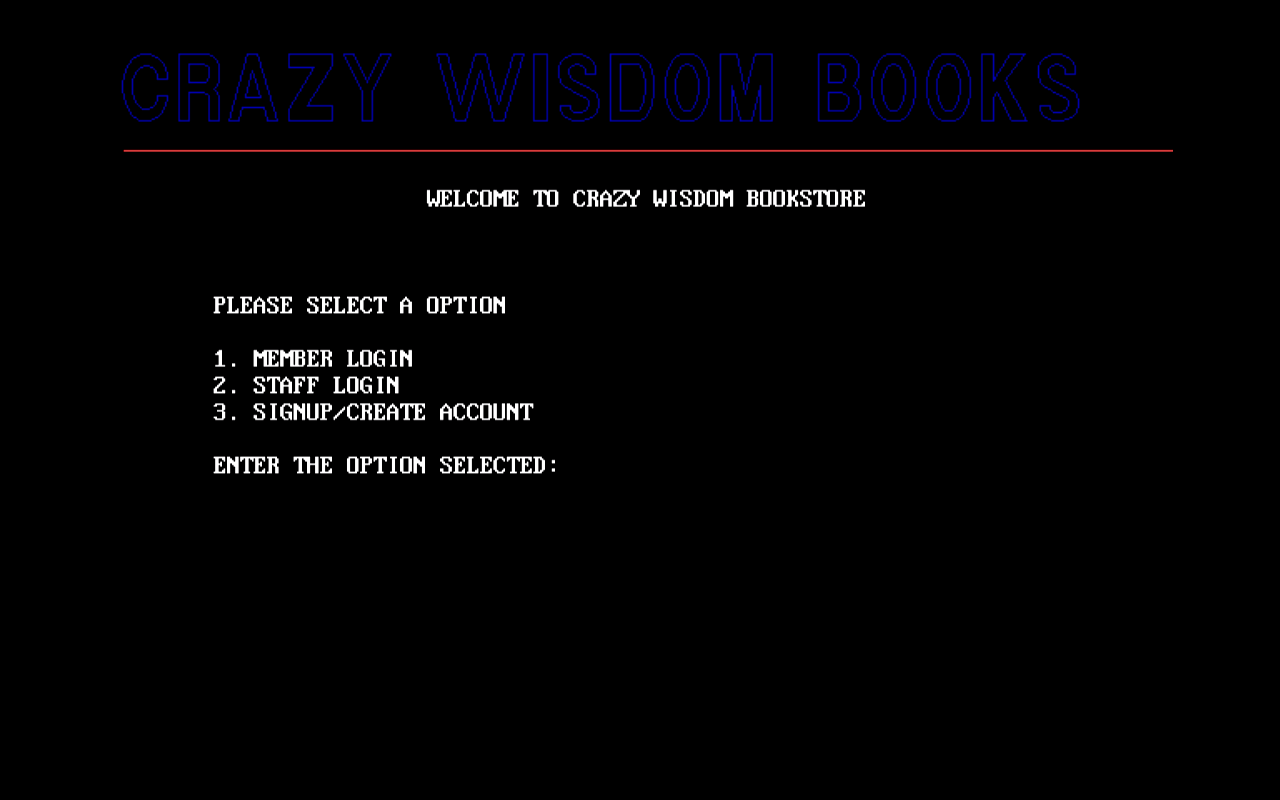 CRAZY WISDOM BOOKS
WELCOME TO CRAZY WISDOM BOOKSTORE
PLEASE SELECT A OPTION
1. MEMBER LOGIN
2. STAFF LOGIN
3. SIGNUP/CREATE ACCOUNT
ENTER THE OPTION SELECTED: